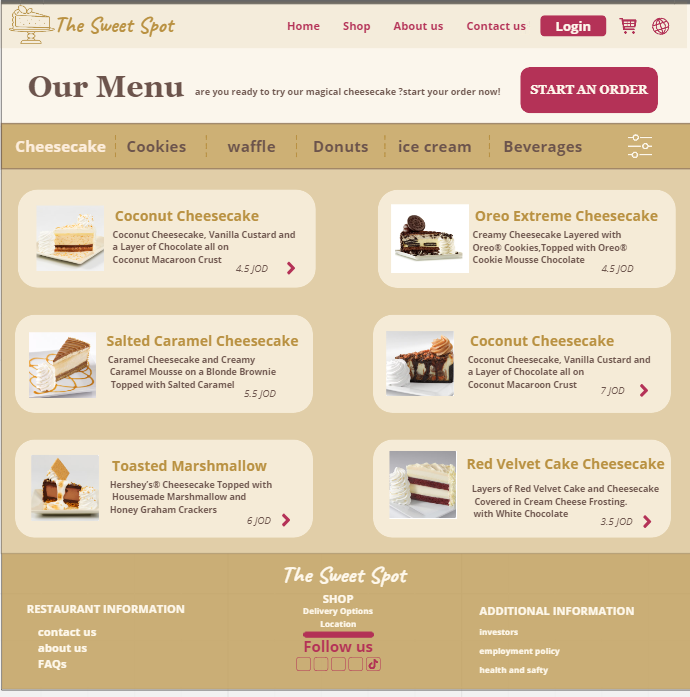 The Sweet Spot
Home Shop About us Contact us Login
Our Menu are you ready to try our magical cheesecake ?start your order now! START AN ORDER
Cheesecake Cookies waffle Donuts ice cream Beverages
Coconut Cheesecake
Coconut Cheesecake, Vanilla Custard and
a Layer of Chocolate all on
Coconut Macaroon Crust
4.5 JOD
Oreo Extreme Cheesecake
Creamy Cheesecake Layered with
Oreo® Cookies,Topped with Oreo®
Cookie Mousse Chocolate
4.5 JOD
Salted Caramel Cheesecake
Caramel Cheesecake and Creamy
Caramel Mousse on a Blonde Brownie
Topped with Salted Caramel
5.5 JOD
Coconut Cheesecake
Coconut Cheesecake, Vanilla Custard and
a Layer of Chocolate all on
Coconut Macaroon Crust
7 JOD
Toasted Marshmallow
Hershey's® Cheesecake Topped with
Housemade Marshmallow and
Honey Graham Crackers
6 JOD
Red Velvet Cake Cheesecake
Layers of Red Velvet Cake and Cheesecake
Covered in Cream Cheese Frosting.
with White Chocolate
3.5 JOD
The Sweet Spot
RESTAURANT INFORMATION
contact us
about us
FAQs
SHOP
Delivery Options
Location
Follow us
ADDITIONAL INFORMATION
investors
employment policy
health and safty